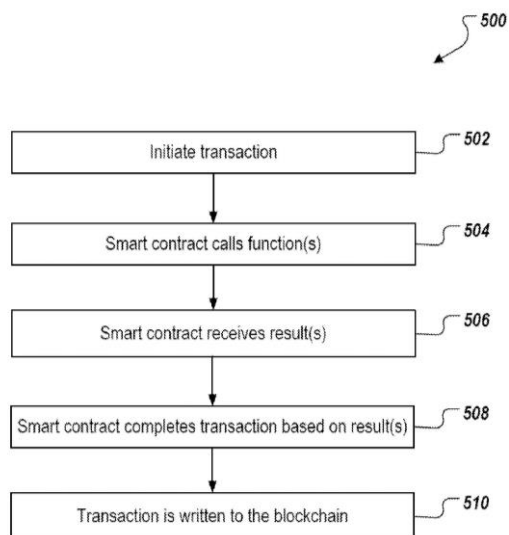 500
Initiate transaction
502
Smart contract calls function(s)
504
Smart contract receives result(s)
506
Smart contract completes transaction based on result(s)
508
Transaction is written to the blockchain
510